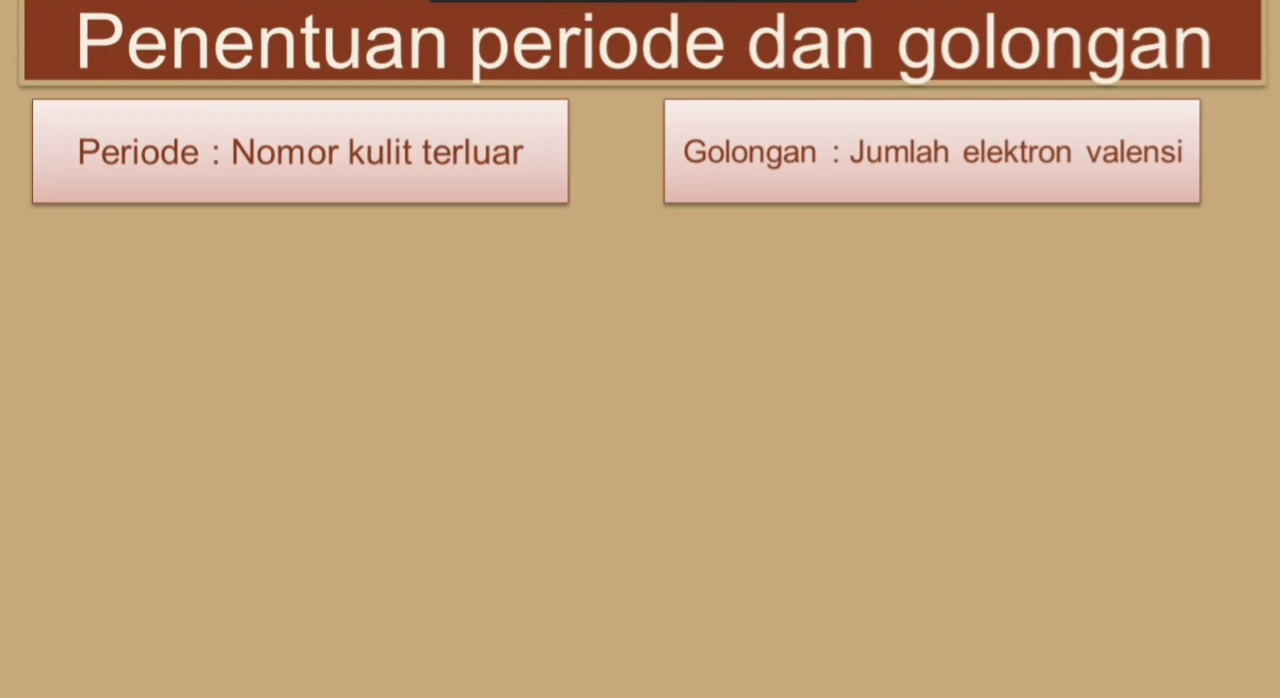 Penentuan periode dan golongan
Periode : Nomor kulit terluar
Golongan : Jumlah elektron valensi